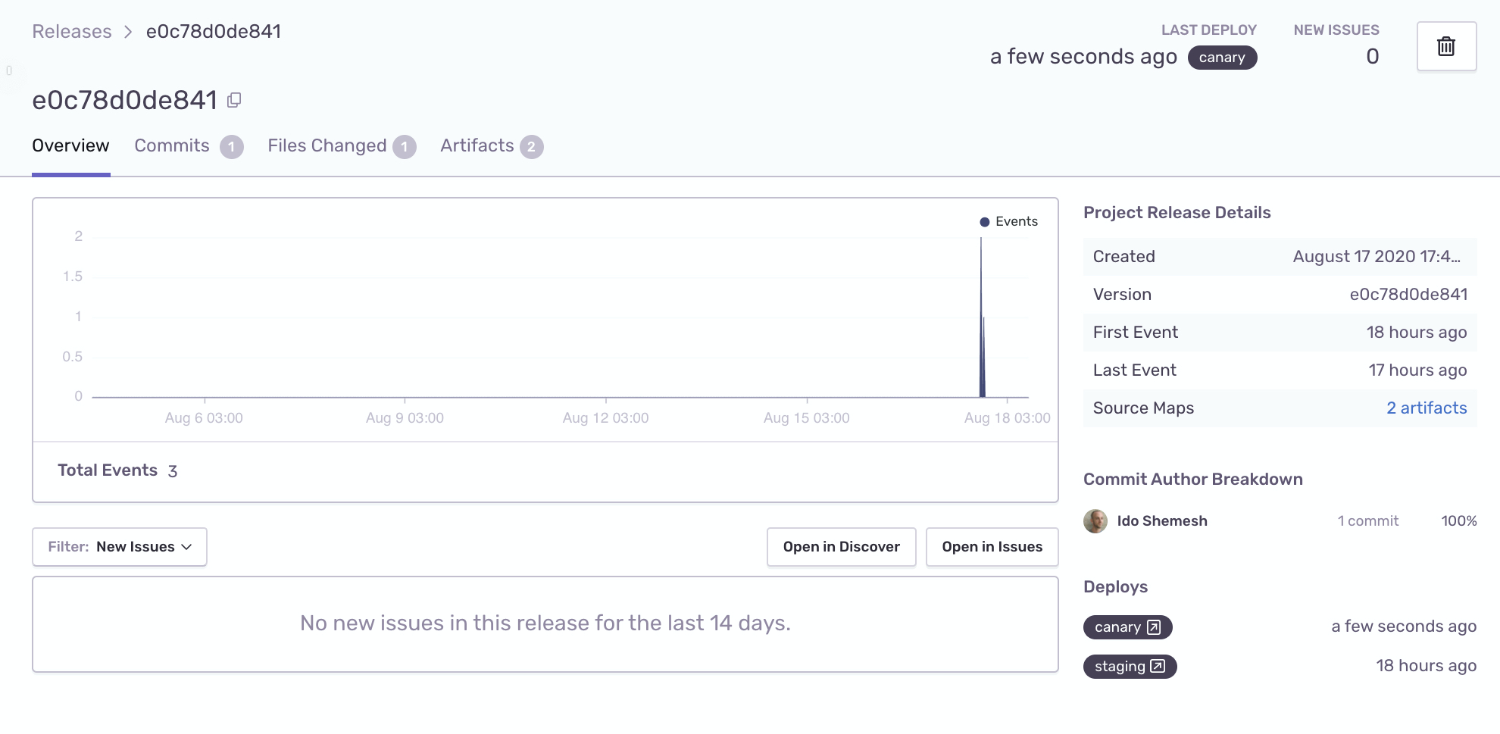 Releases > e0c78d0de841
LAST DEPLOY
a few seconds ago canary
NEW ISSUES
0
0
e0c78d0de841
Overview Commits 1 Files Changed 1 Artifacts 2
Events
2
1.5
1
0.5
0
Aug 6 03:00 Aug 9 03:00 Aug 12 03:00 Aug 15 03:00 Aug 18 03:00
Total Events 3
Filter: New Issues
Open in Discover
Open in Issues
No new issues in this release for the last 14 days.
Project Release Details
Created August 17 2020 17:4…
Version e0c78d0de841
First Event 18 hours ago
Last Event 17 hours ago
Source Maps 2 artifacts
Commit Author Breakdown
Ido Shemesh 1 commit 100%
Deploys
canary a few seconds ago
staging 18 hours ago